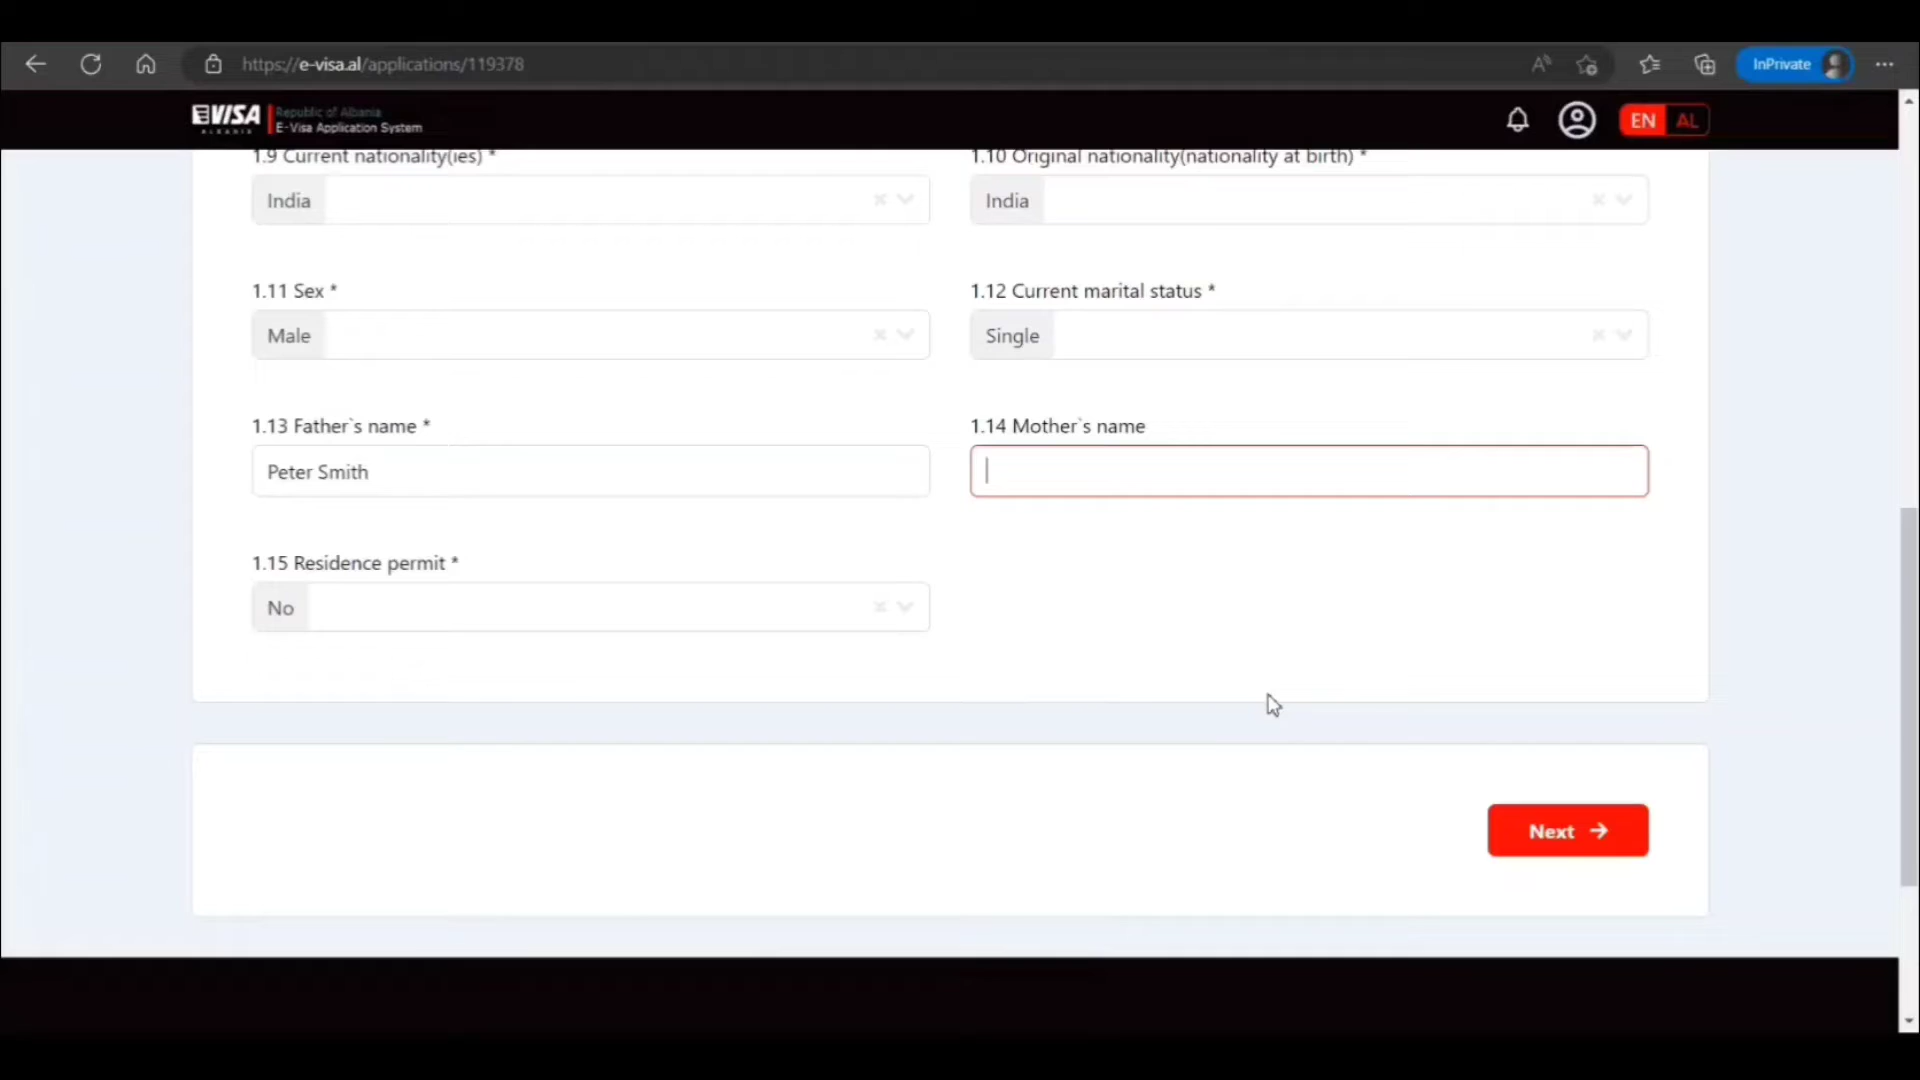 https://e-visa.al/applications/119378
InPrivate
EVISA
ALBANIA
Republic of Albania
E-Visa Application System
EN AL
1.9 Current nationality(ies) *
1.10 Original nationality(nationality at birth) *
India
India
1.11 Sex *
1.12 Current marital status *
Male
Single
1.13 Father`s name *
1.14 Mother`s name
Peter Smith
1.15 Residence permit *
No
Next